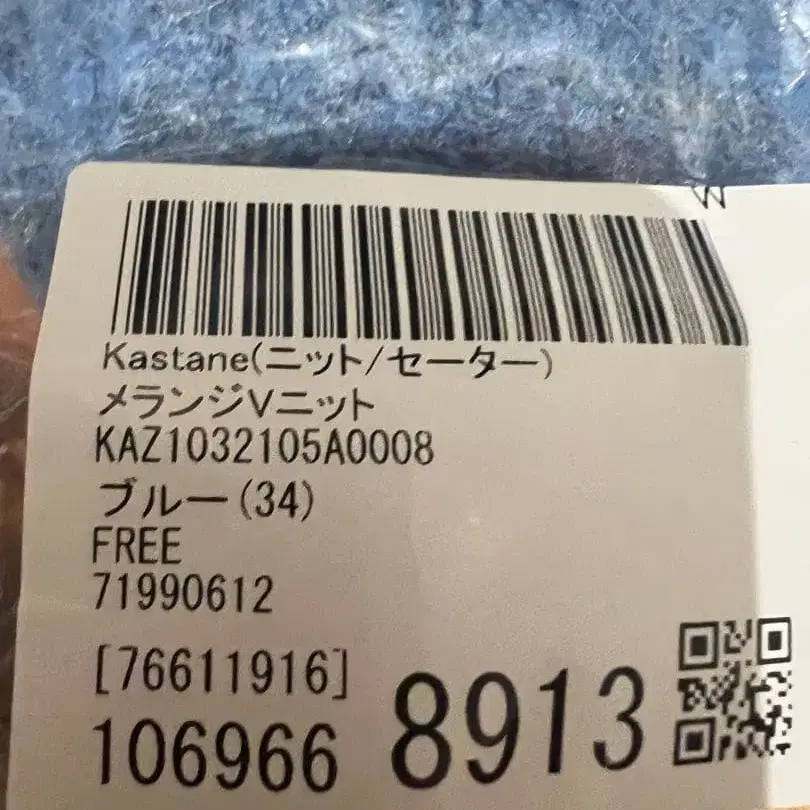 W
Kastane(ニット/セーター)
メランジVニット
KAZ1032105A0008
ブルー(34)
FREE
71990612
[76611916]
106966 8913